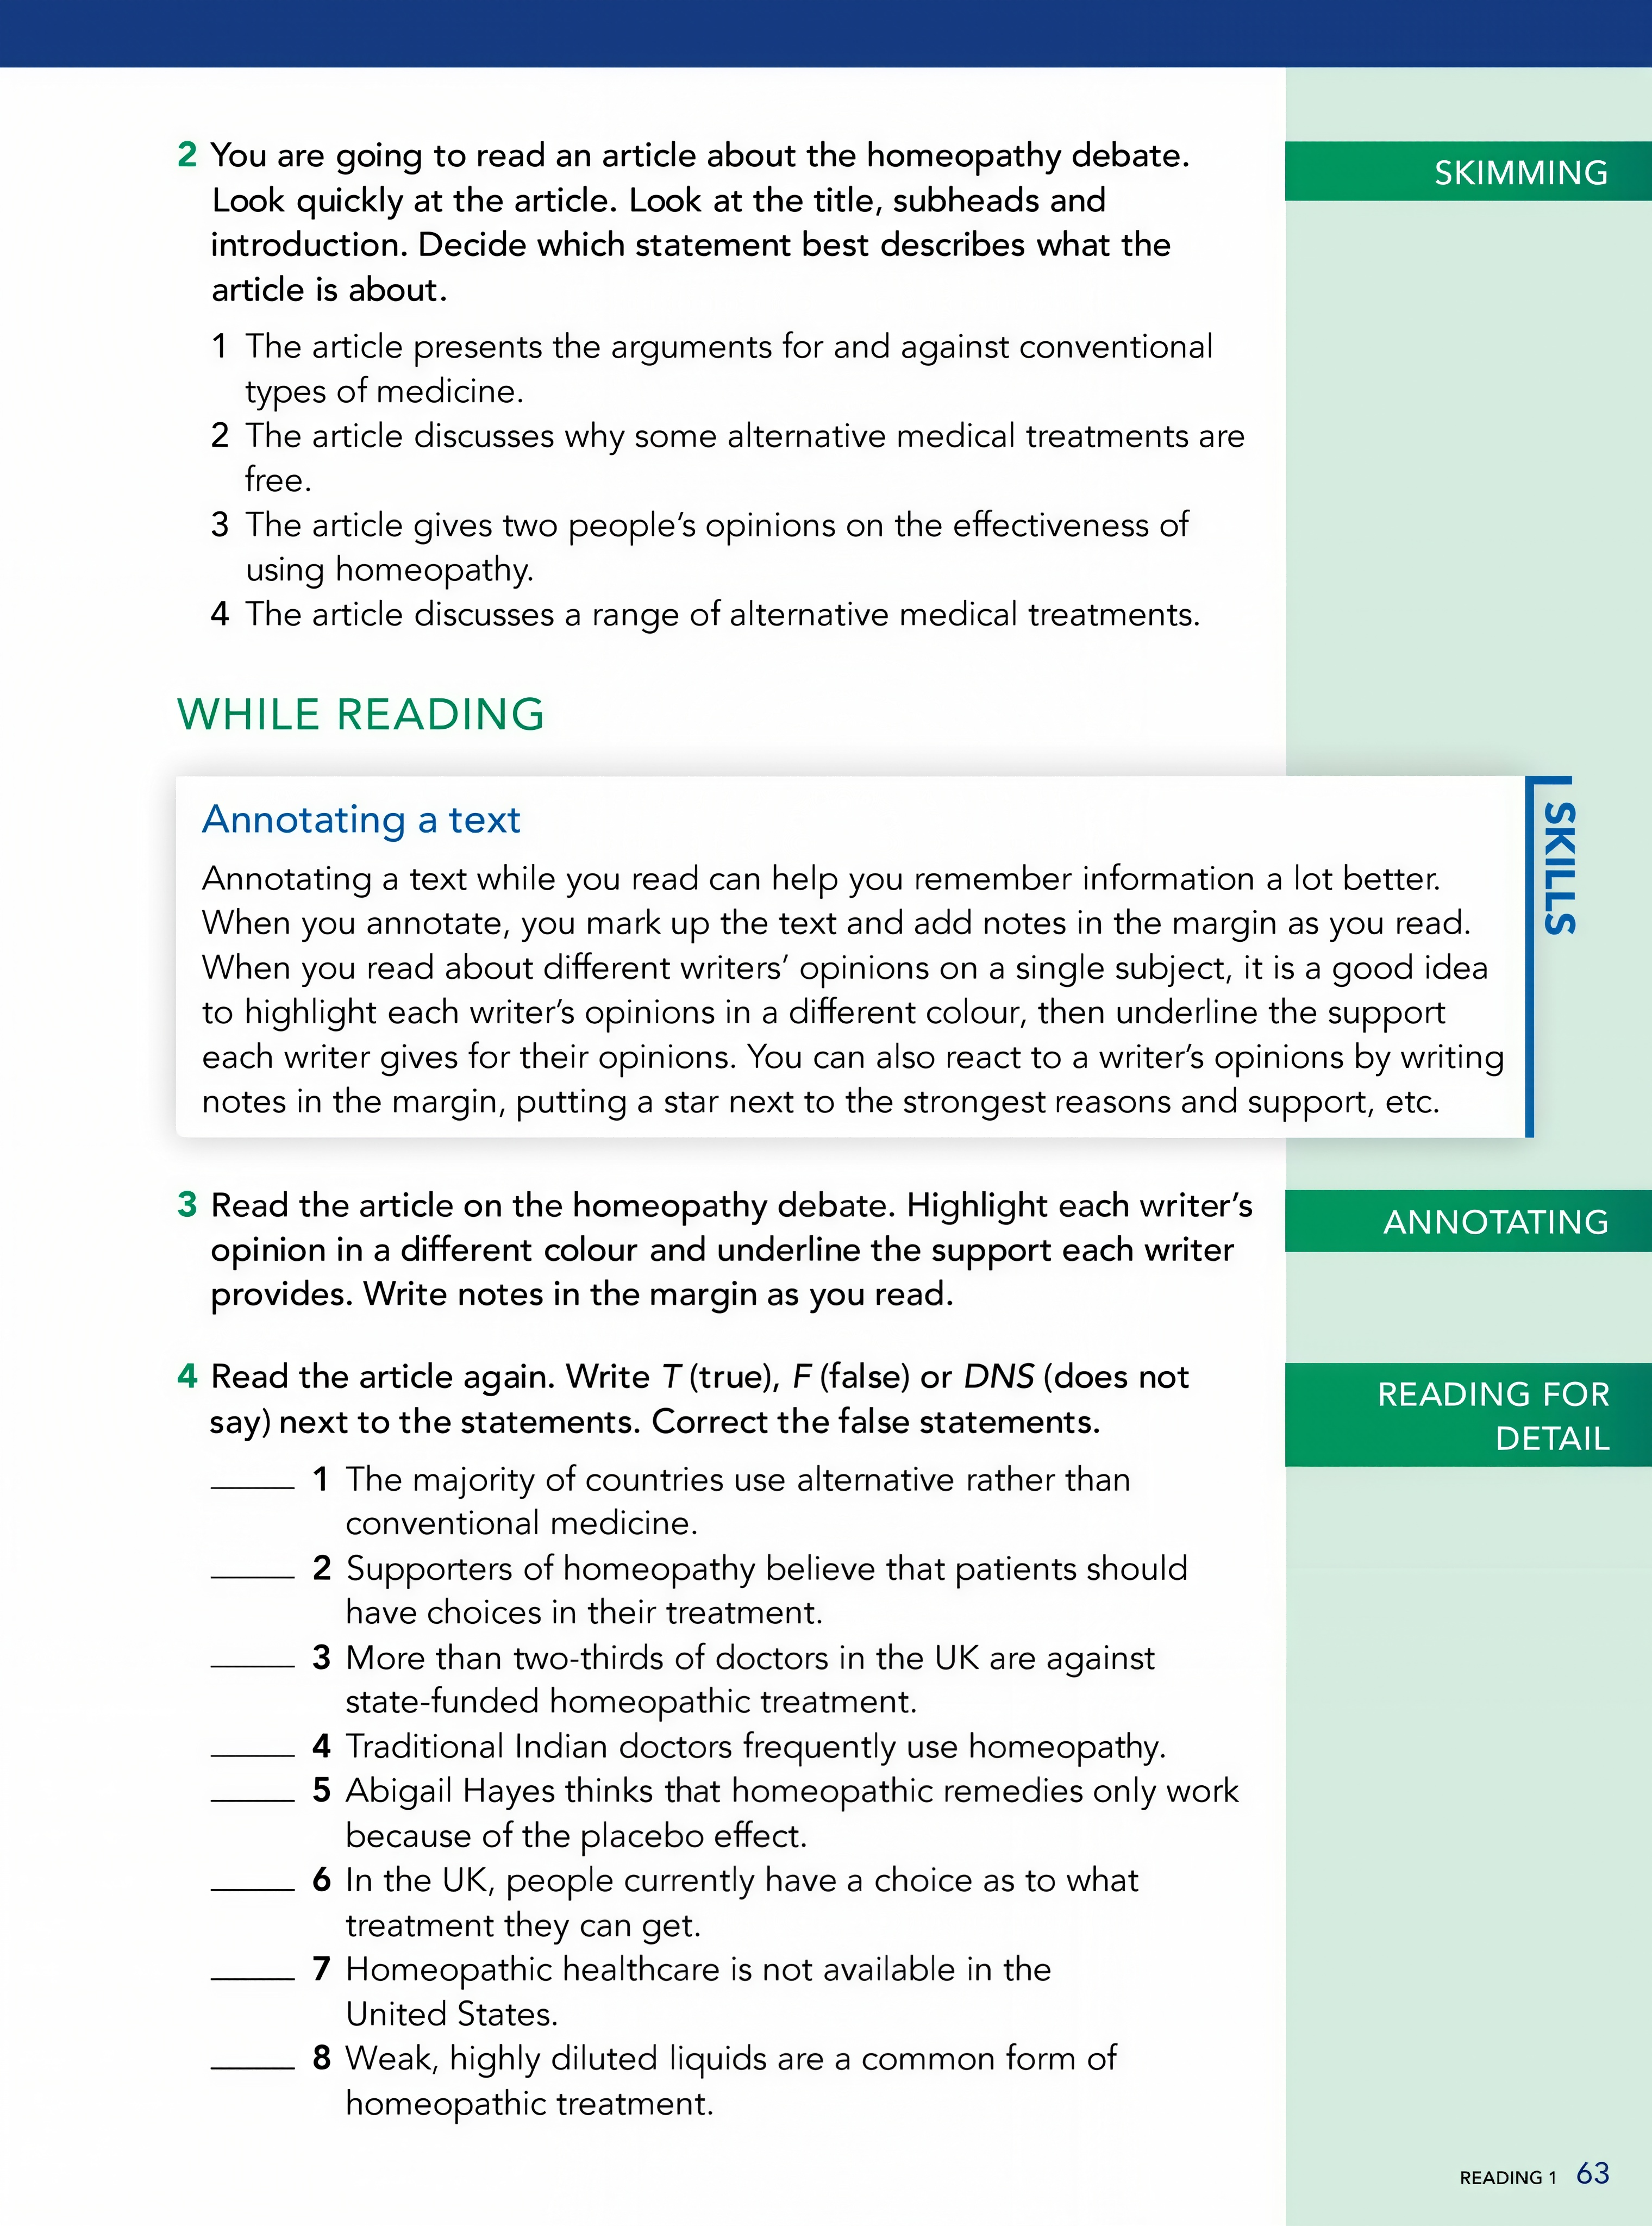 2 You are going to read an article about the homeopathy debate.
Look quickly at the article. Look at the title, subheads and
introduction. Decide which statement best describes what the
article is about.
SKIMMING
1 The article presents the arguments for and against conventional
types of medicine.
2 The article discusses why some alternative medical treatments are
free.
3 The article gives two people's opinions on the effectiveness of
using homeopathy.
4 The article discusses a range of alternative medical treatments.
WHILE READING
Annotating a text
Annotating a text while you read can help you remember information a lot better.
When you annotate, you mark up the text and add notes in the margin as you read.
When you read about different writers' opinions on a single subject, it is a good idea
to highlight each writer's opinions in a different colour, then underline the support
each writer gives for their opinions. You can also react to a writer's opinions by writing
notes in the margin, putting a star next to the strongest reasons and support, etc.
SKILLS
3 Read the article on the homeopathy debate. Highlight each writer's
opinion in a different colour and underline the support each writer
provides. Write notes in the margin as you read.
ANNOTATING
4 Read the article again. Write T (true), F (false) or DNS (does not
say) next to the statements. Correct the false statements.
READING FOR
DETAIL
1 The majority of countries use alternative rather than
conventional medicine.
2 Supporters of homeopathy believe that patients should
have choices in their treatment.
3 More than two-thirds of doctors in the UK are against
state-funded homeopathic treatment.
4 Traditional Indian doctors frequently use homeopathy.
5 Abigail Hayes thinks that homeopathic remedies only work
because of the placebo effect.
6 In the UK, people currently have a choice as to what
treatment they can get.
7 Homeopathic healthcare is not available in the
United States.
8 Weak, highly diluted liquids are a common form of
homeopathic treatment.
READING 1 63